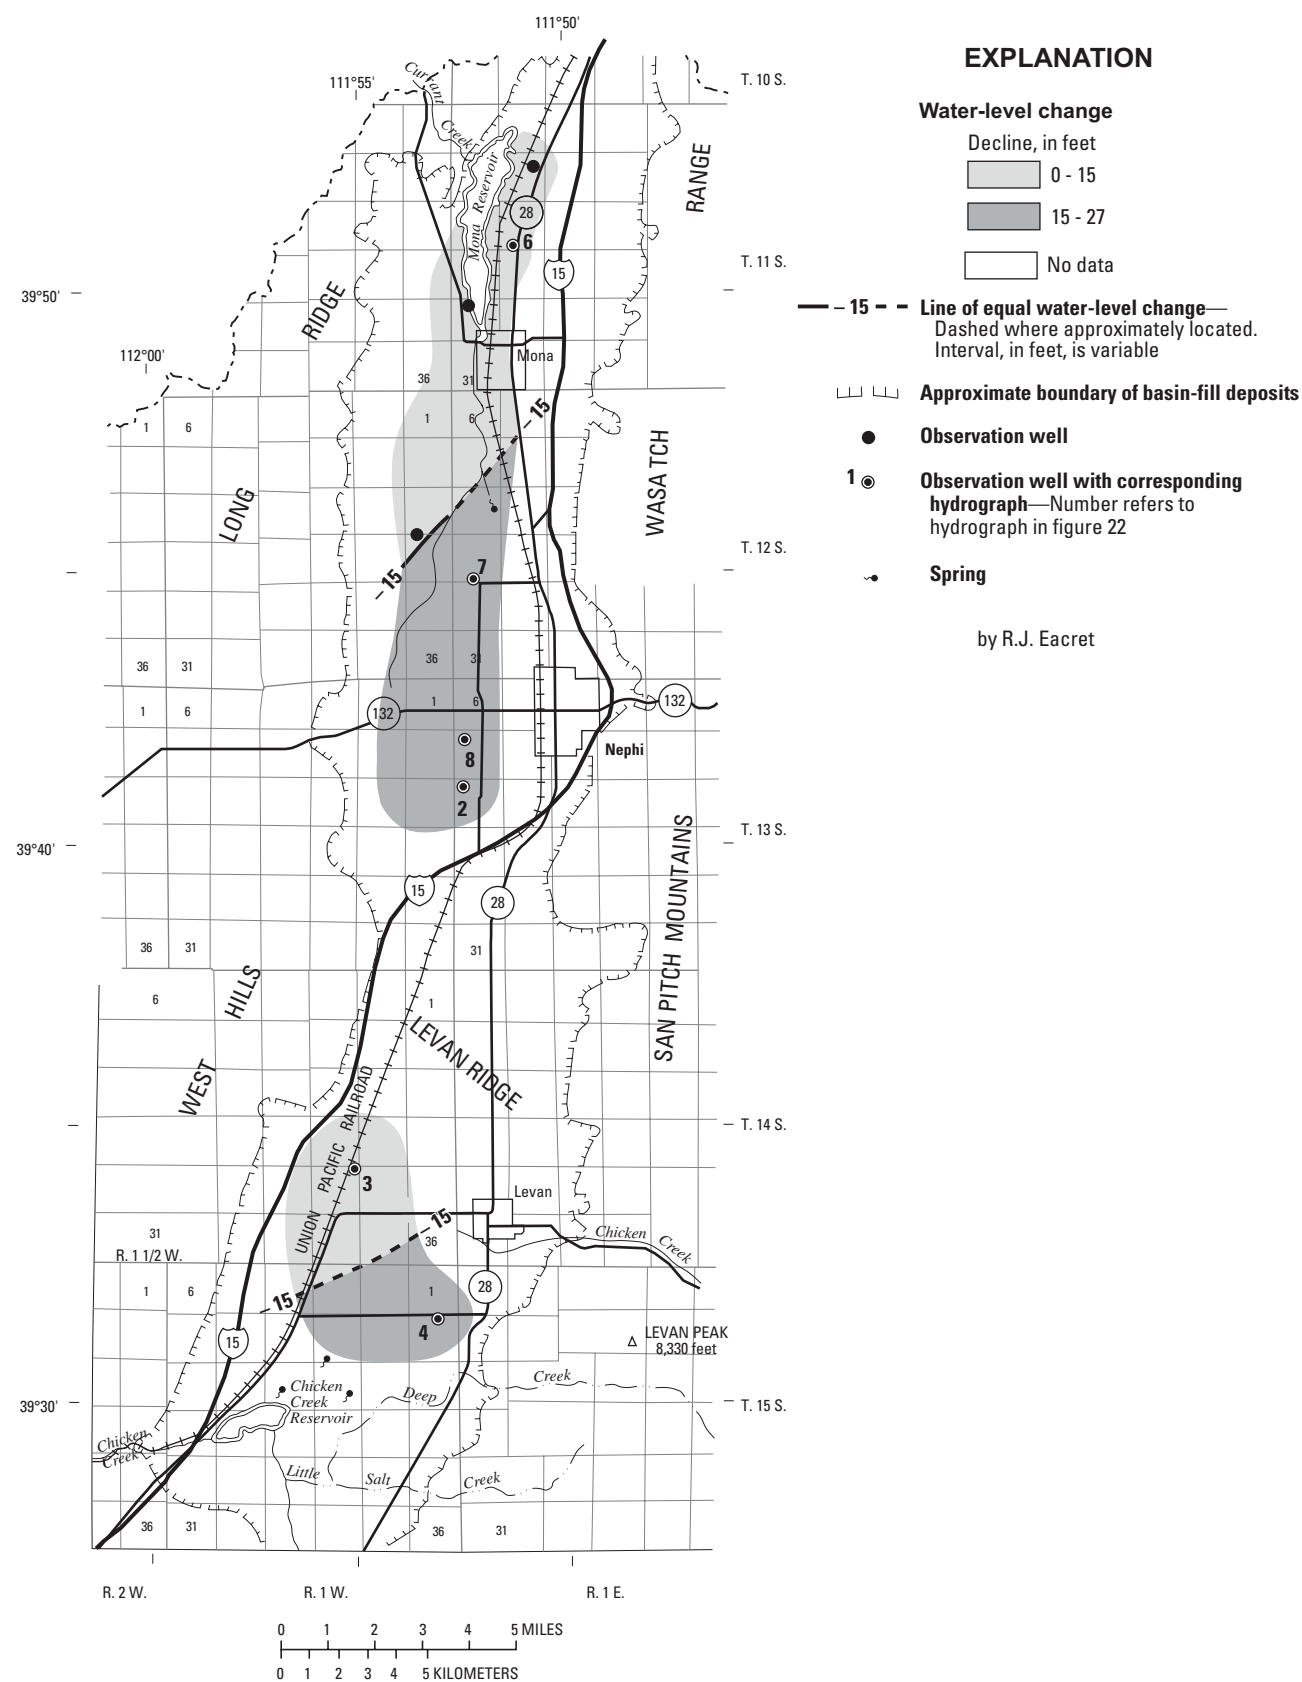 111°50'
111°55'
T. 10 S.
Currant
Creek
RANGE
Mona Reservoir
28
6
T. 11 S.
15
39°50'
RIDGE
112°00'
Mona
36
31
15
1
6
1
6
WASATCH
LONG
T. 12 S.
7
15
36
31
36
31
1
6
132
132
1
6
8
Nephi
2
T. 13 S.
39°40'
SAN PITCH MOUNTAINS
15
28
36
31
31
HILLS
6
1
LEVAN RIDGE
WEST
UNION PACIFIC RAILROAD
T. 14 S.
3
Levan
15
Chicken
Creek
31
36
R. 1 1/2 W.
1
6
1
28
15
4
LEVAN PEAK
8,330 feet
15
Chicken
Creek
Reservoir
Deep
Creek
39°30'
T. 15 S.
Chicken
Creek
Little
Salt
Creek
36
31
36
31
R. 2 W.
R. 1 W.
R. 1 E.
0 1 2 3 4 5 MILES
0 1 2 3 4 5 KILOMETERS
EXPLANATION
Water-level change
Decline, in feet
0 - 15
15 - 27
No data
15 Line of equal water-level change—
Dashed where approximately located.
Interval, in feet, is variable
Approximate boundary of basin-fill deposits
Observation well
1 Observation well with corresponding
hydrograph—Number refers to
hydrograph in figure 22
Spring
by R.J. Eacret